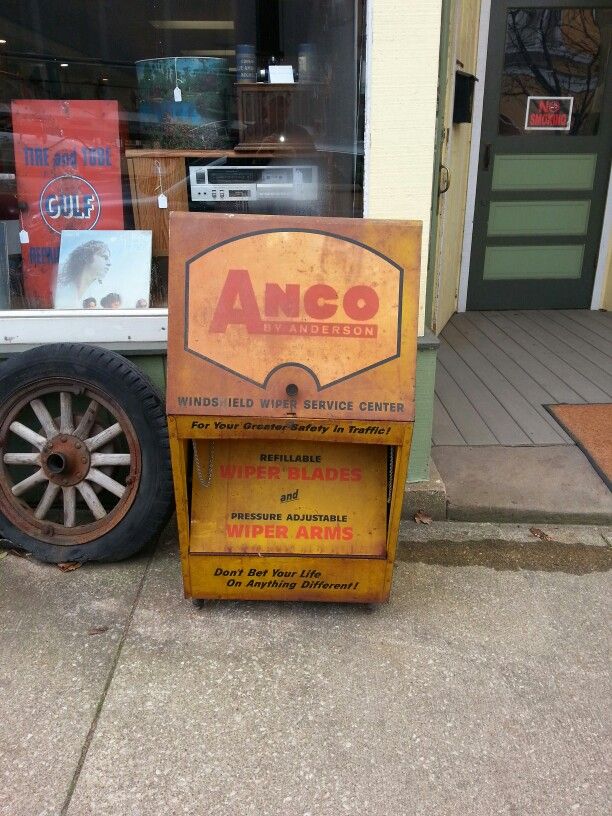 TIRE and TUBE
GULF
NO
SMOKING
ANCO
BY ANDERSON
WINDSHIELD WIPER SERVICE CENTER
For Your Greater Safety in Traffic!
REFILLABLE
WIPER BLADES
and
PRESSURE ADJUSTABLE
WIPER ARMS
Don't Bet Your Life
On Anything Different!